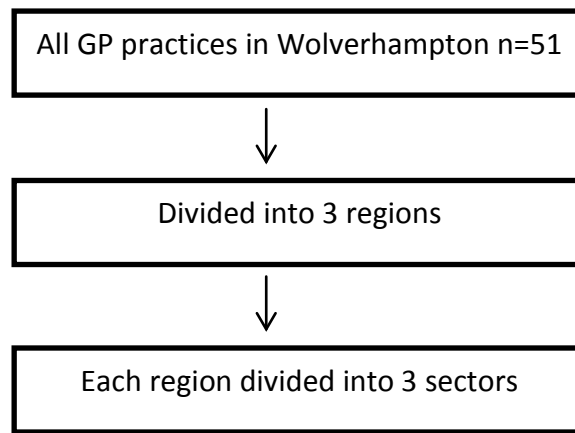 All GP practices in Wolverhampton n=51
Divided into 3 regions
Each region divided into 3 sectors